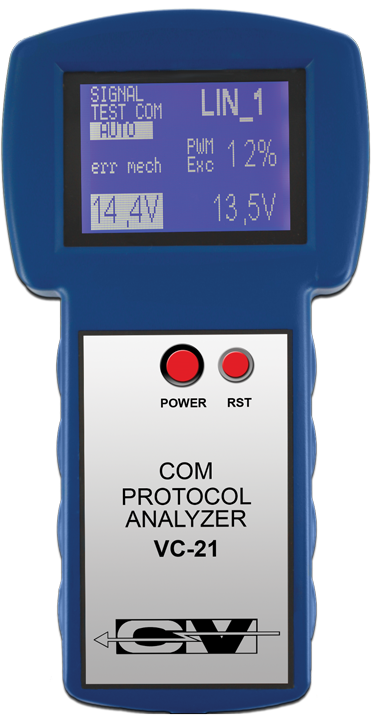 SIGNAL
TEST COM
AUTO
LIN_1
err mech
PWM
Exc
12%
14,4V
13,5V
POWER RST
COM
PROTOCOL
ANALYZER
VC-21
CV